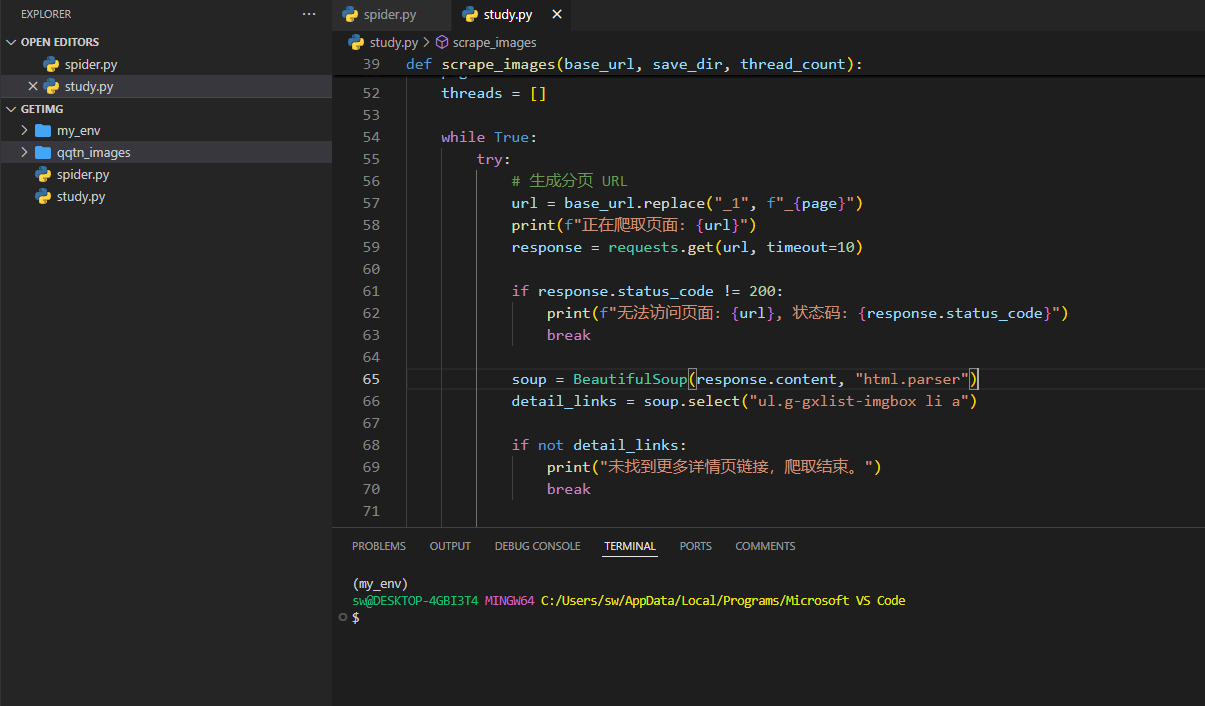 EXPLORER
OPEN EDITORS
spider.py
study.py
GETIMG
my_env
qqtn_images
spider.py
study.py
spider.py
study.py
study.py > scrape_images
39 def scrape_images(base_url, save_dir, thread_count):
52 threads = []
53
54 while True:
55 try:
56 # 生成分页 URL
57 url = base_url.replace("_1", f"_{page}")
58 print(f"正在爬取页面: {url}")
59 response = requests.get(url, timeout=10)
60
61 if response.status_code != 200:
62 print(f"无法访问页面: {url}, 状态码: {response.status_code}")
63 break
64
65 soup = BeautifulSoup(response.content, "html.parser")
66 detail_links = soup.select("ul.g-gxlist-imgbox li a")
67
68 if not detail_links:
69 print("未找到更多详情页链接，爬取结束。")
70 break
71
PROBLEMS OUTPUT DEBUG CONSOLE TERMINAL PORTS COMMENTS
(my_env)
sw@DESKTOP-4GBI3T4 MINGW64 C:/Users/sw/AppData/Local/Programs/Microsoft VS Code
$